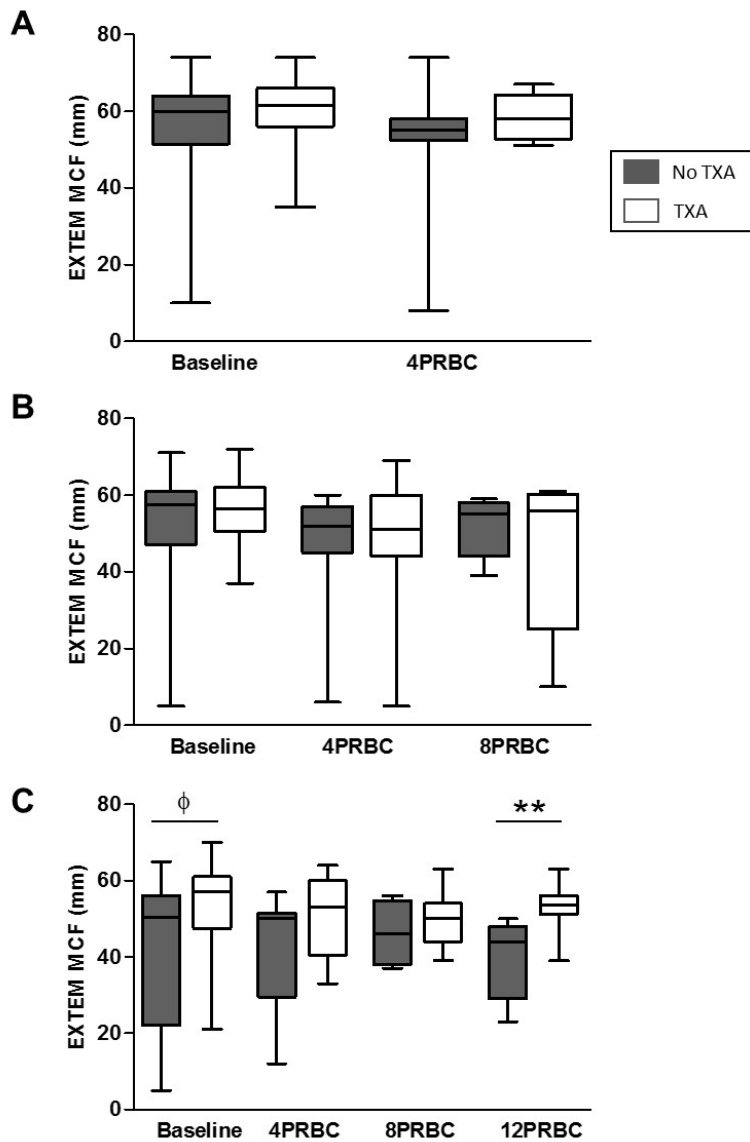 A
EXTEM MCF (mm)
80
60
40
20
0
Baseline 4PRBC
No TXA
TXA
B
EXTEM MCF (mm)
80
60
40
20
0
Baseline 4PRBC 8PRBC
C
EXTEM MCF (mm)
80
60
40
20
0
ϕ
**
Baseline 4PRBC 8PRBC 12PRBC